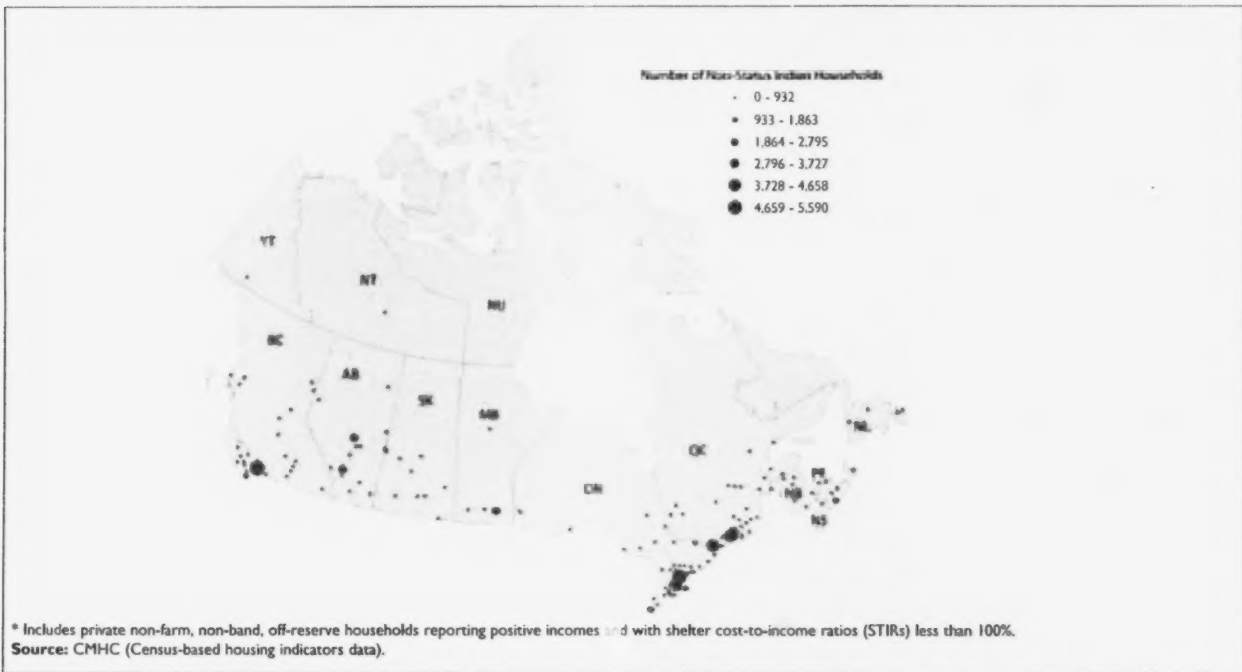 Number of Non-Status Indian Households
0 - 932
933 - 1,863
1,864 - 2,795
2,796 - 3,727
3,728 - 4,658
4,659 - 5,590
YT
NT
NU
BC
AB
SK
MB
NL
QC
PE
ON
NB
NS
* Includes private non-farm, non-band, off-reserve households reporting positive incomes and with shelter cost-to-income ratios (STIRs) less than 100%.
Source: CMHC (Census-based housing indicators data).